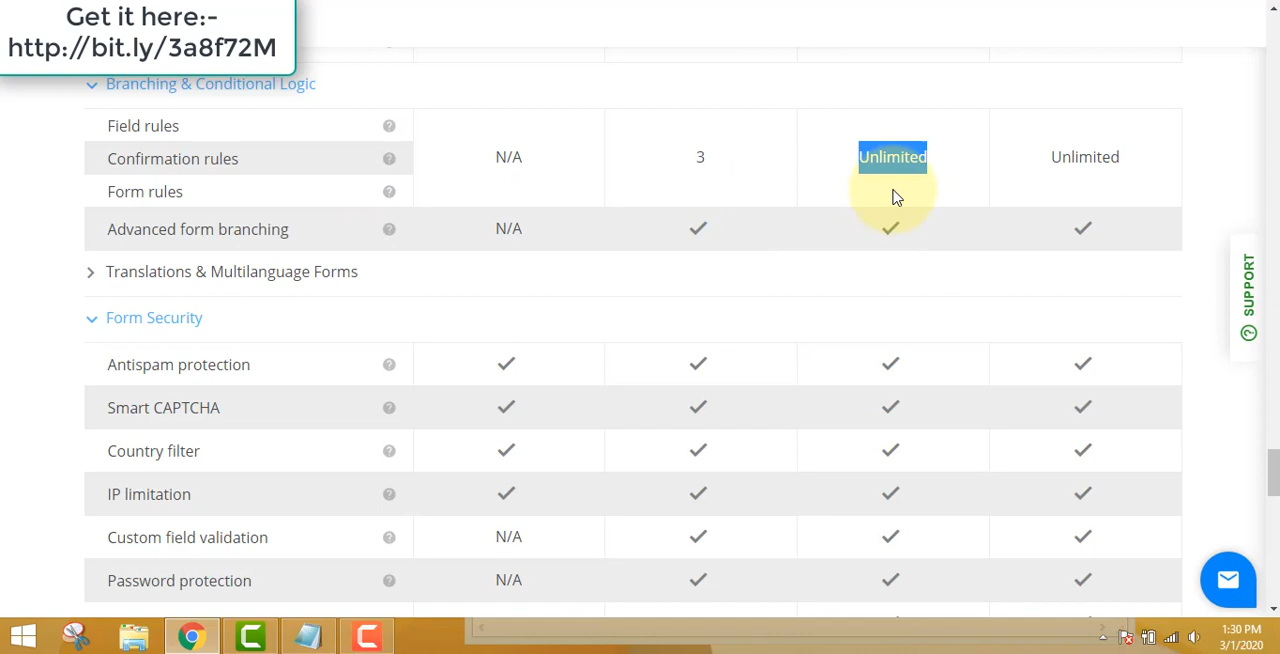 Get it here:-
http://bit.ly/3a8f72M
Branching & Conditional Logic
Field rules
Confirmation rules
Form rules
N/A 3 Unlimited Unlimited
Advanced form branching N/A
Translations & Multilanguage Forms
Form Security
Antispam protection
Smart CAPTCHA
Country filter
IP limitation
Custom field validation N/A
Password protection N/A
SUPPORT
1:30 PM
3/1/2020